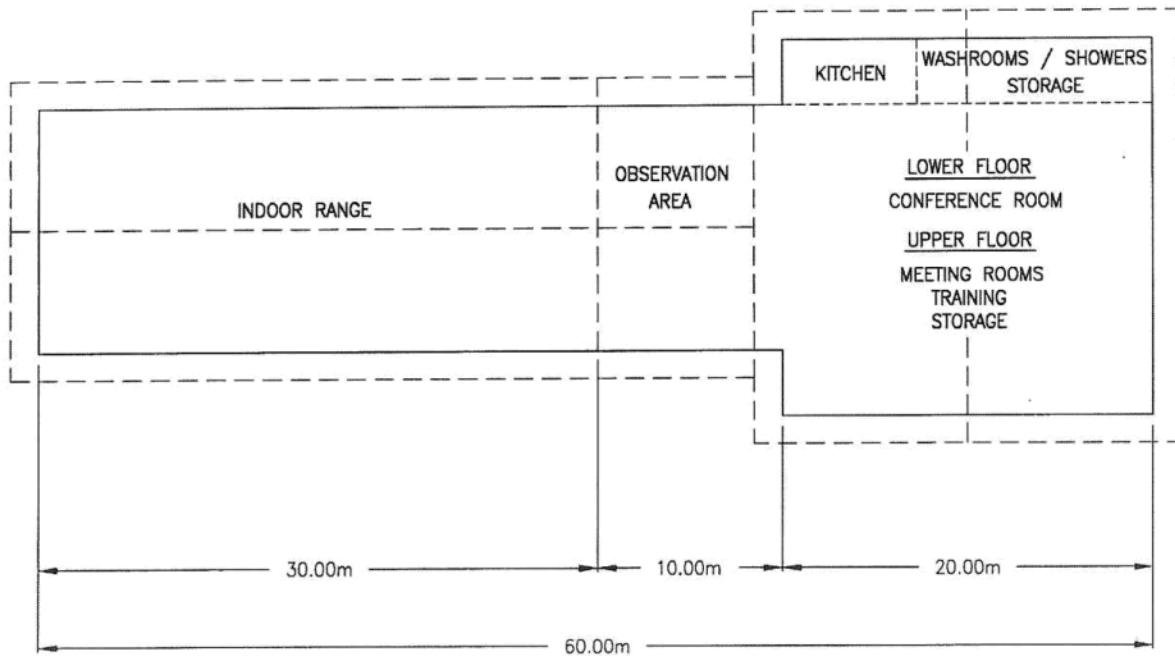 KITCHEN
WASHROOMS / SHOWERS
STORAGE
INDOOR RANGE
OBSERVATION
AREA
LOWER FLOOR
CONFERENCE ROOM
UPPER FLOOR
MEETING ROOMS
TRAINING
STORAGE
30.00m
10.00m
20.00m
60.00m